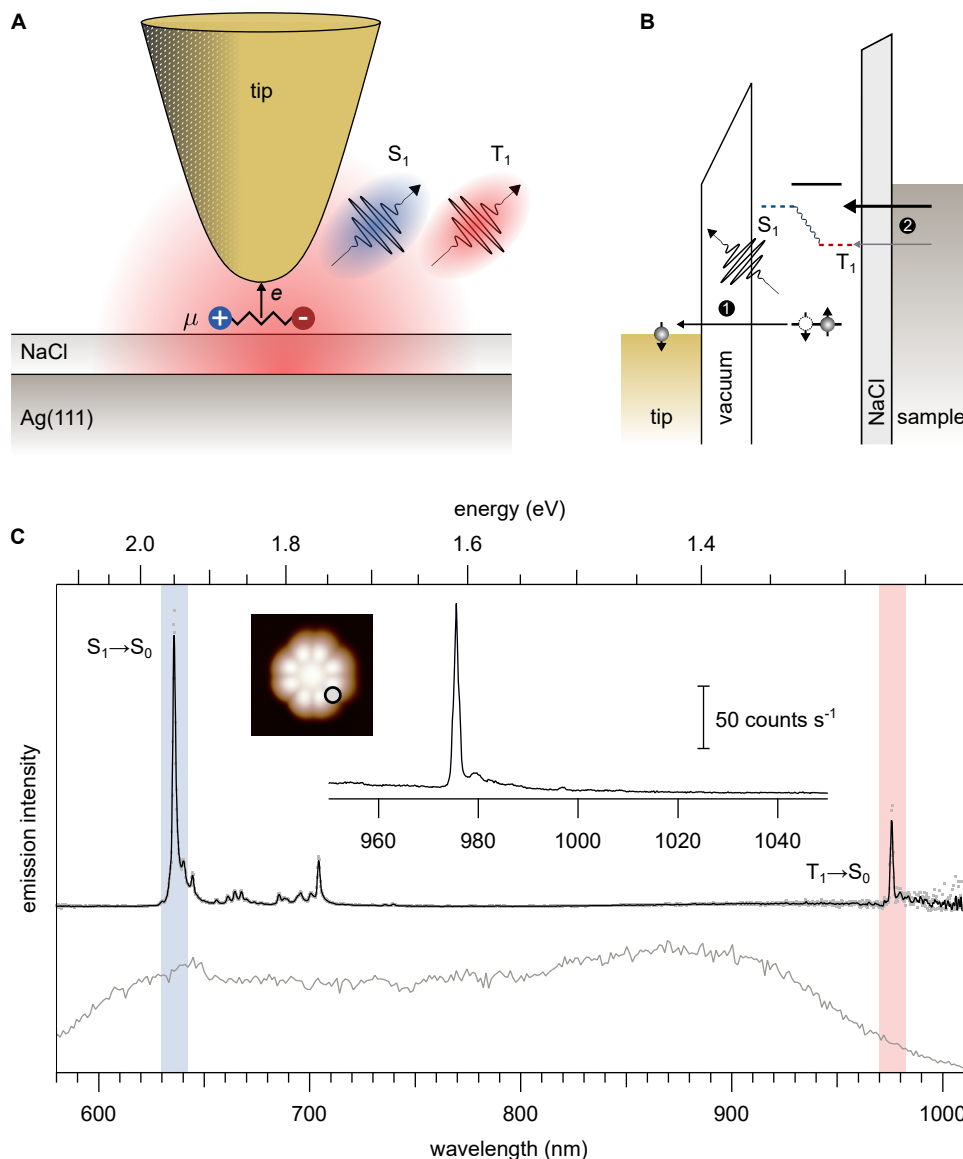 A
tip
S₁
T₁
e
μ
+
-
NaCl
Ag(111)
B
S₁
T₁
2
1
tip
vacuum
NaCl
sample
C
energy (eV)
2.0
1.8
1.6
1.4
S₁→S₀
50 counts s⁻¹
960
980
1000
1020
1040
T₁→S₀
emission intensity
600
700
800
900
1000
wavelength (nm)